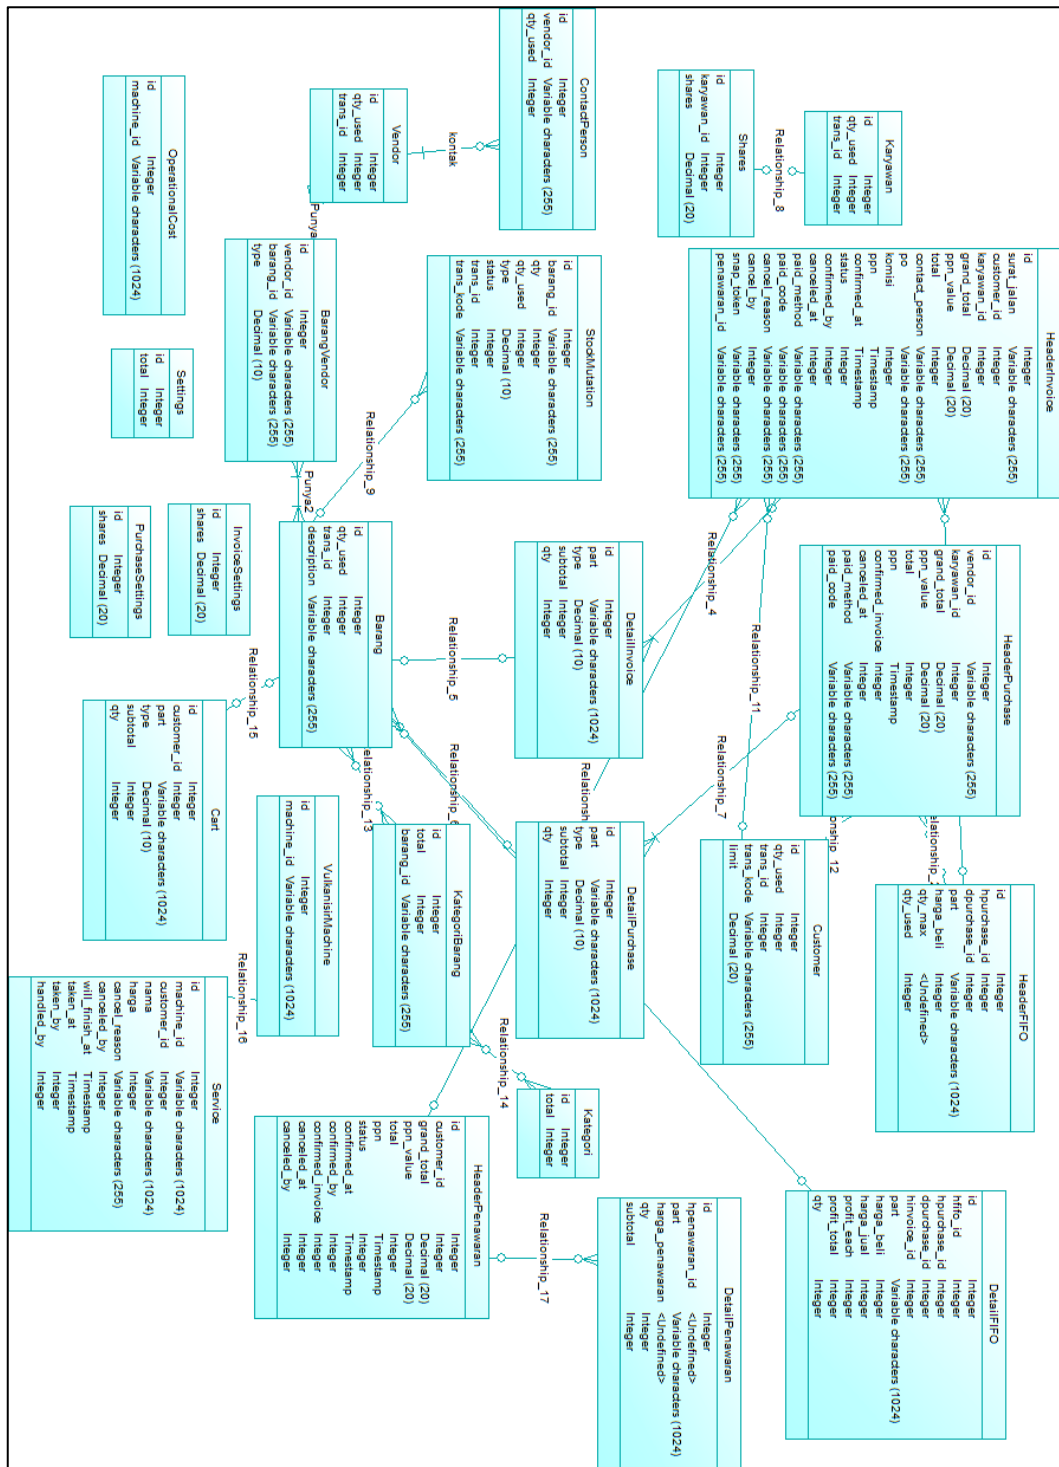 HeaderInvoice
id Integer
surat_jalan Variable characters (255)
customer_id Integer
karyawan_id Integer
grand_total Decimal (20)
ppn_value Decimal (20)
total Integer
contact_person Variable characters (255)
po Variable characters (255)
komisi Integer
ppn Timestamp
confirmed_at Timestamp
status Integer
confirmed_by Integer
canceled_at Integer
paid_method Variable characters (255)
paid_code Variable characters (255)
cancel_reason Variable characters (255)
cancel_by Integer
snap_token Variable characters (255)
penawaran_id Variable characters (255)
HeaderPurchase
id Integer
vendor_id Variable characters (255)
karyawan_id Integer
grand_total Decimal (20)
ppn_value Decimal (20)
total Integer
ppn Timestamp
confirmed_invoice Integer
canceled_at Integer
paid_method Variable characters (255)
paid_code Variable characters (255)
HeaderFIFO
id Integer
hpurchase_id Integer
dpurchase_id Integer
part Variable characters (1024)
harga_beli Integer
qty_max <Undefined>
qty_used Integer
DetailFIFO
id Integer
hfifo_id Integer
hpurchase_id Integer
dpurchase_id Integer
hinvoice_id Integer
part Variable characters (1024)
harga_beli Integer
harga_jual Integer
profit_each Integer
profit_total Integer
qty Integer
Karyawan
id Integer
qty_used Integer
trans_id Integer
Relationship_8
Shares
id Integer
karyawan_id Integer
shares Decimal (20)
Relationship_12
Relationship_11
Relationship_4
Relationship_7
Customer
id Integer
qty_used Integer
trans_id Integer
trans_kode Variable characters (255)
limit Decimal (20)
ContactPerson
id Integer
vendor_id Variable characters (255)
qty_used Integer
StockMutation
id Integer
barang_id Variable characters (255)
qty Integer
qty_used Integer
type Decimal (10)
status Integer
trans_id Integer
trans_kode Variable characters (255)
DetailInvoice
id Integer
part Variable characters (1024)
type Decimal (10)
subtotal Integer
qty Integer
DetailPurchase
id Integer
part Variable characters (1024)
type Decimal (10)
subtotal Integer
qty Integer
Kategori
id Integer
total Integer
DetailPenawaran
id Integer
hpenawaran_id <Undefined>
part Variable characters (1024)
harga_penawaran <Undefined>
qty Integer
subtotal Integer
kontak
Relationship_9
Relationship_5
Relationship_6
Relationship_14
Relationship_17
Vendor
id Integer
qty_used Integer
trans_id Integer
Punya
BarangVendor
id Integer
vendor_id Variable characters (255)
barang_id Variable characters (255)
type Decimal (10)
Punya2
Barang
id Integer
qty_used Integer
trans_id Integer
description Variable characters (255)
Relationship_13
KategoriBarang
id Integer
total Integer
barang_id Variable characters (255)
HeaderPenawaran
id Integer
customer_id Integer
grand_total Decimal (20)
ppn_value Decimal (20)
total Integer
ppn Timestamp
status Integer
confirmed_at Timestamp
confirmed_by Integer
confirmed_invoice Integer
canceled_at Integer
canceled_by Integer
OperationalCost
id Integer
machine_id Variable characters (1024)
Settings
id Integer
total Integer
InvoiceSettings
id Integer
shares Decimal (20)
PurchaseSettings
id Integer
shares Decimal (20)
Relationship_15
Cart
id Integer
customer_id Integer
part Variable characters (1024)
type Decimal (10)
subtotal Integer
qty Integer
VulkanisirMachine
id Integer
machine_id Variable characters (1024)
Relationship_16
Service
id Integer
machine_id Variable characters (1024)
customer_id Integer
nama Variable characters (1024)
harga Integer
cancel_reason Variable characters (255)
canceled_by Integer
will_finish_at Timestamp
taken_at Timestamp
taken_by Integer
handled_by Integer